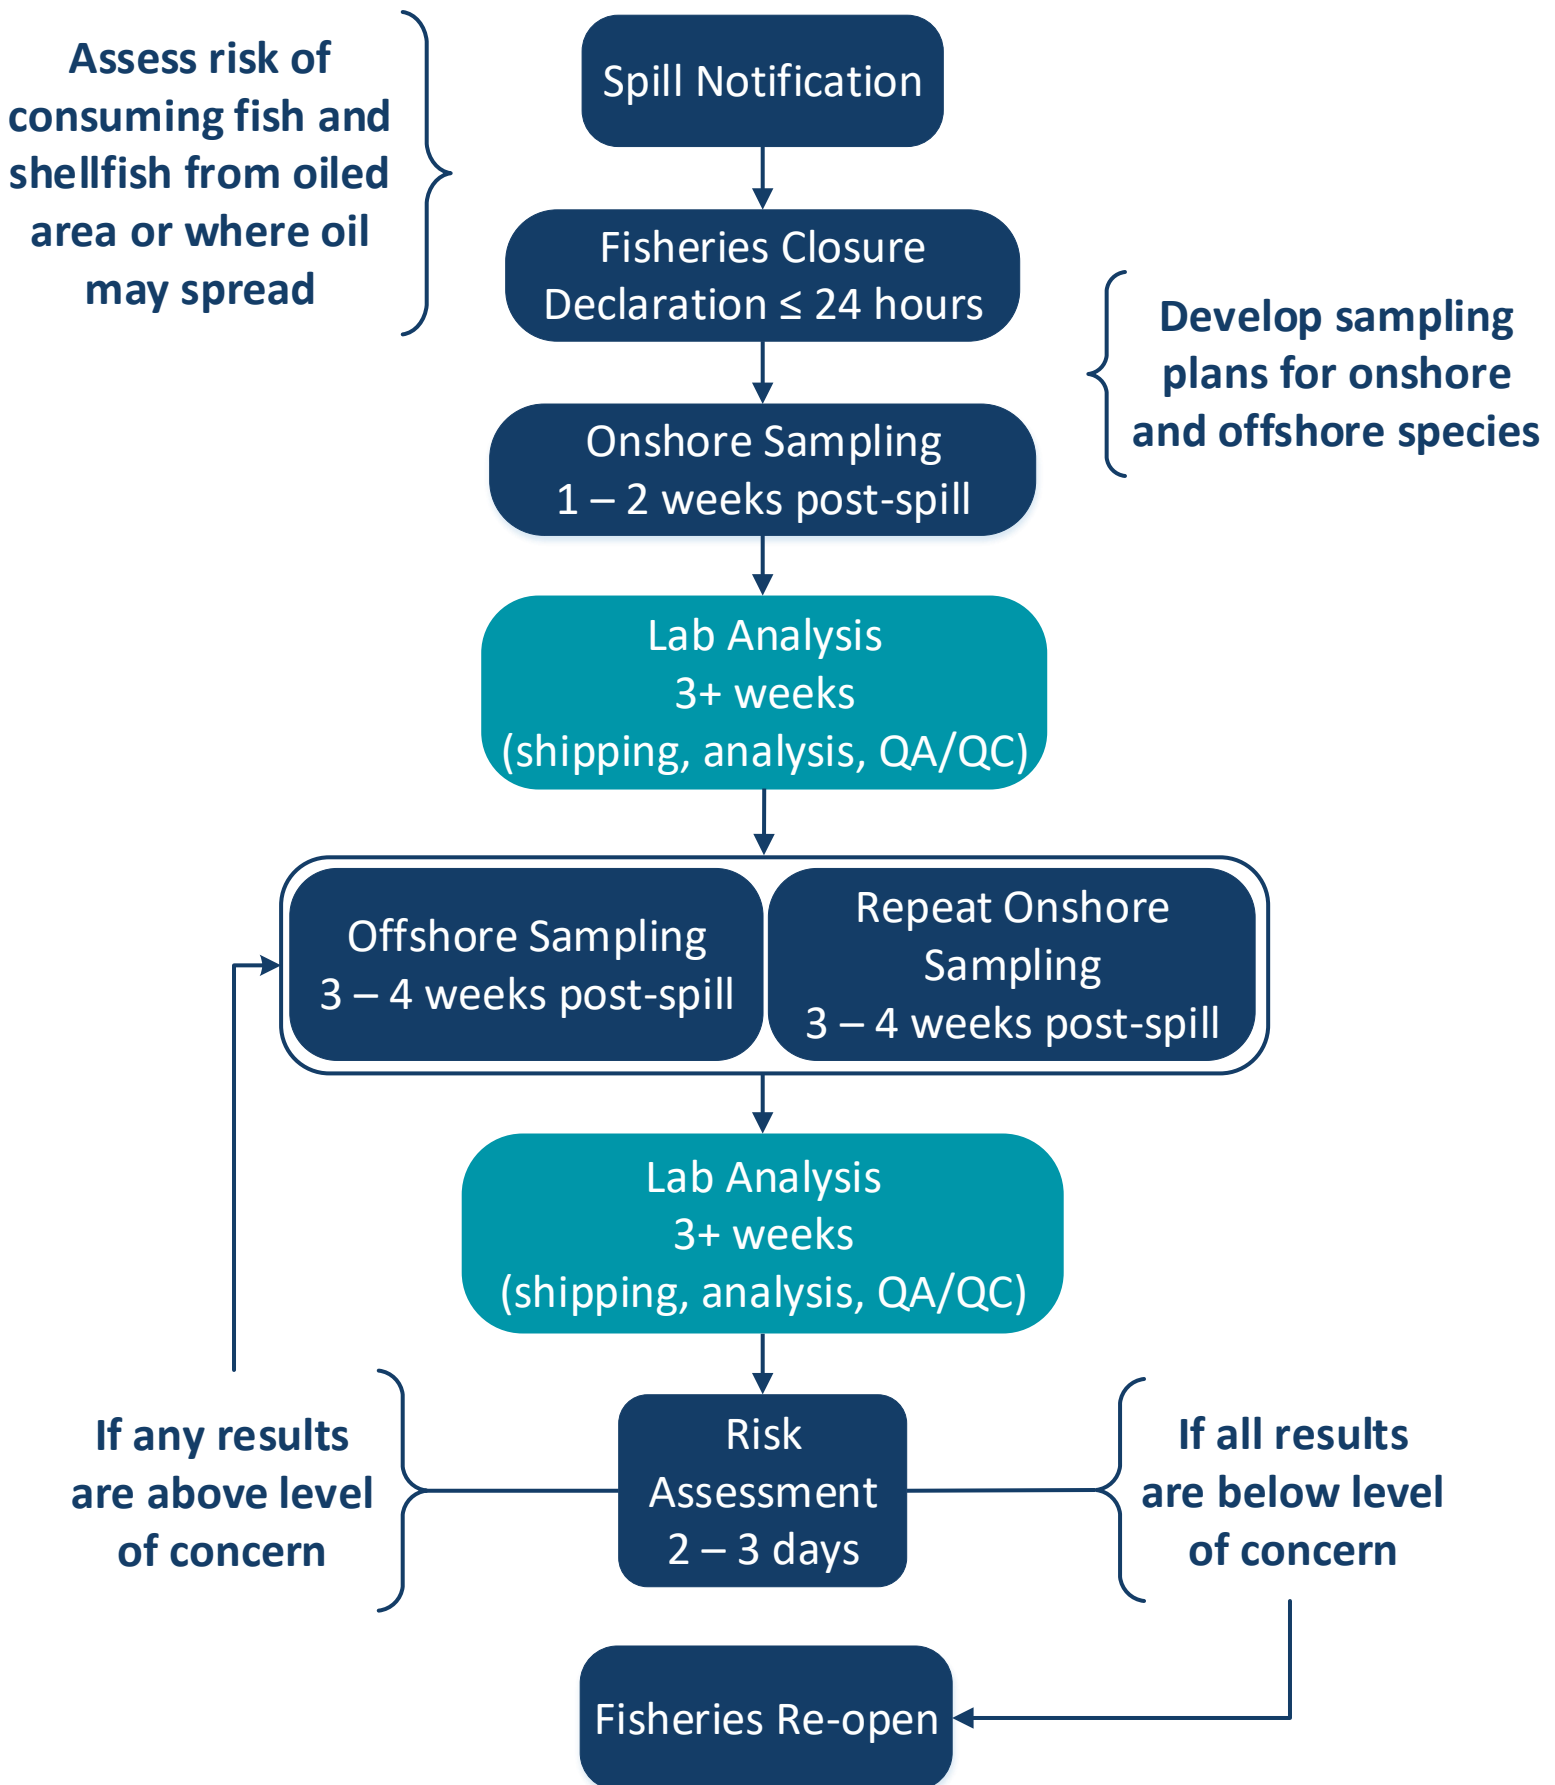 Assess risk of
consuming fish and
shellfish from oiled
area or where oil
may spread
Spill Notification
Fisheries Closure
Declaration ≤ 24 hours
Develop sampling
plans for onshore
and offshore species
Onshore Sampling
1 – 2 weeks post-spill
Lab Analysis
3+ weeks
(shipping, analysis, QA/QC)
Offshore Sampling
3 – 4 weeks post-spill
Repeat Onshore
Sampling
3 – 4 weeks post-spill
Lab Analysis
3+ weeks
(shipping, analysis, QA/QC)
If any results
are above level
of concern
Risk
Assessment
2 – 3 days
If all results
are below level
of concern
Fisheries Re-open